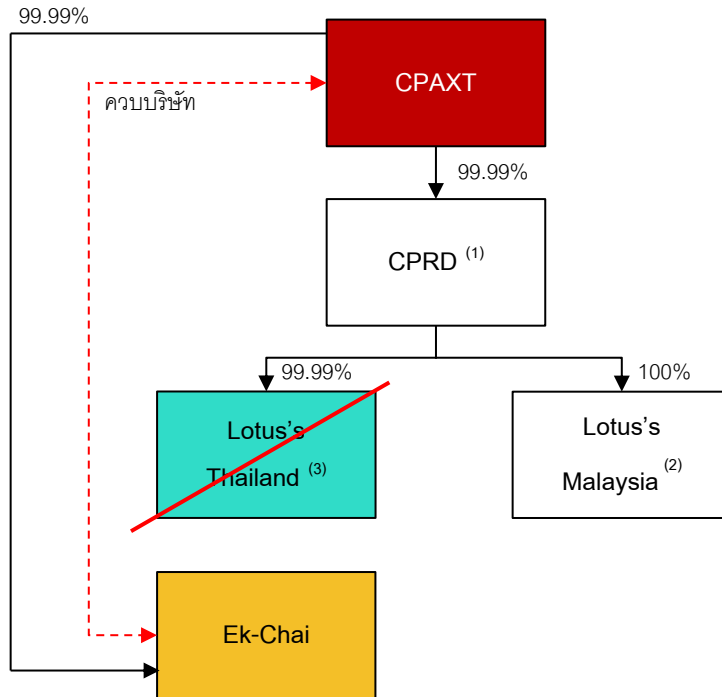 99.99%
CPAXT
ควบบริษัท
99.99%
CPRD (1)
99.99%
100%
Lotus's
Thailand (3)
Lotus's
Malaysia (2)
Ek-Chai